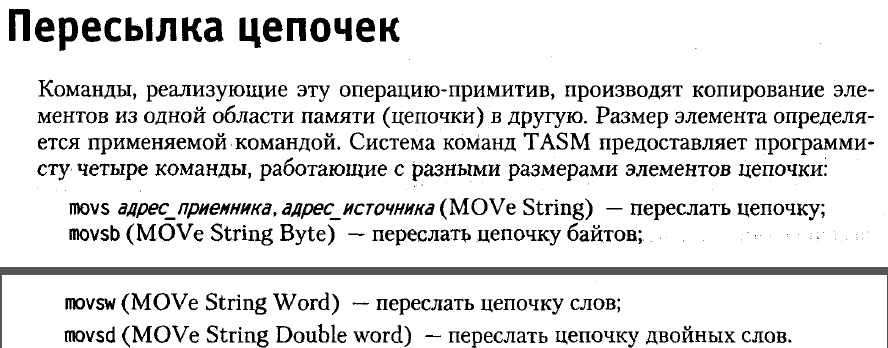 Пересылка цепочек
Команды, реализующие эту операцию-примитив, производят копирование эле-
ментов из одной области памяти (цепочки) в другую. Размер элемента определя-
ется применяемой командой. Система команд TASM предоставляет программи-
сту четыре команды, работающие с разными размерами элементов цепочки:
movs адрес_приемника, адрес_источника (MOVe String) — переслать цепочку;
movsb (MOVe String Byte) — переслать цепочку байтов;
movsw (MOVe String Word) — переслать цепочку слов;
movsd (MOVe String Double word) — переслать цепочку двойных слов.